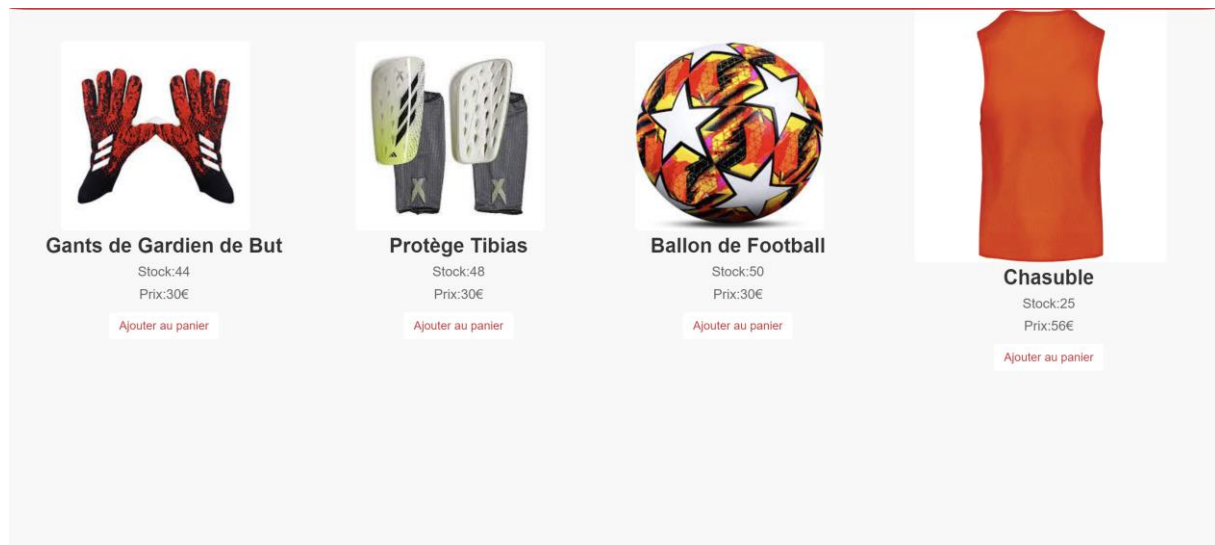 Gants de Gardien de But
Stock:44
Prix:30€
Ajouter au panier
Protège Tibias
Stock:48
Prix:30€
Ajouter au panier
Ballon de Football
Stock:50
Prix:30€
Ajouter au panier
Chasuble
Stock:25
Prix:56€
Ajouter au panier